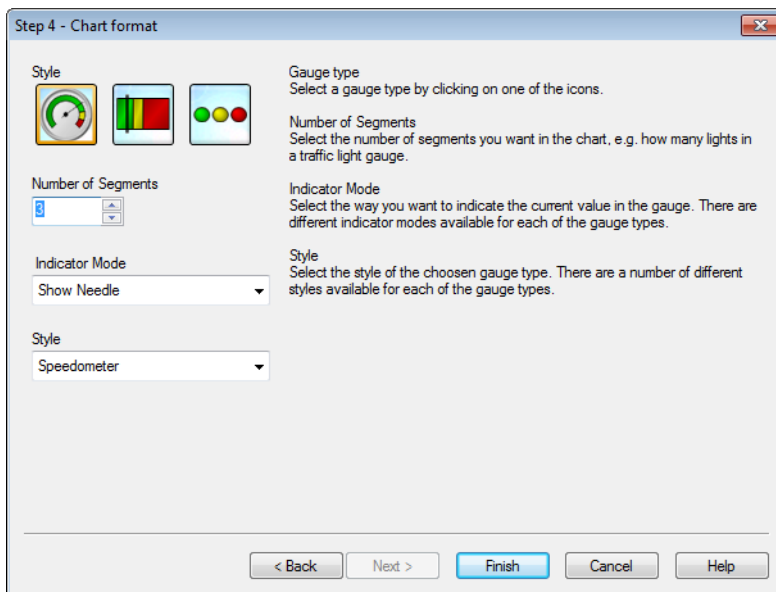 Step 4 - Chart format
Style
Number of Segments
3
Indicator Mode
Show Needle
Style
Speedometer
Gauge type
Select a gauge type by clicking on one of the icons.
Number of Segments
Select the number of segments you want in the chart, e.g. how many lights in
a traffic light gauge.
Indicator Mode
Select the way you want to indicate the current value in the gauge. There are
different indicator modes available for each of the gauge types.
Style
Select the style of the choosen gauge type. There are a number of different
styles available for each of the gauge types.
< Back
Next >
Finish
Cancel
Help